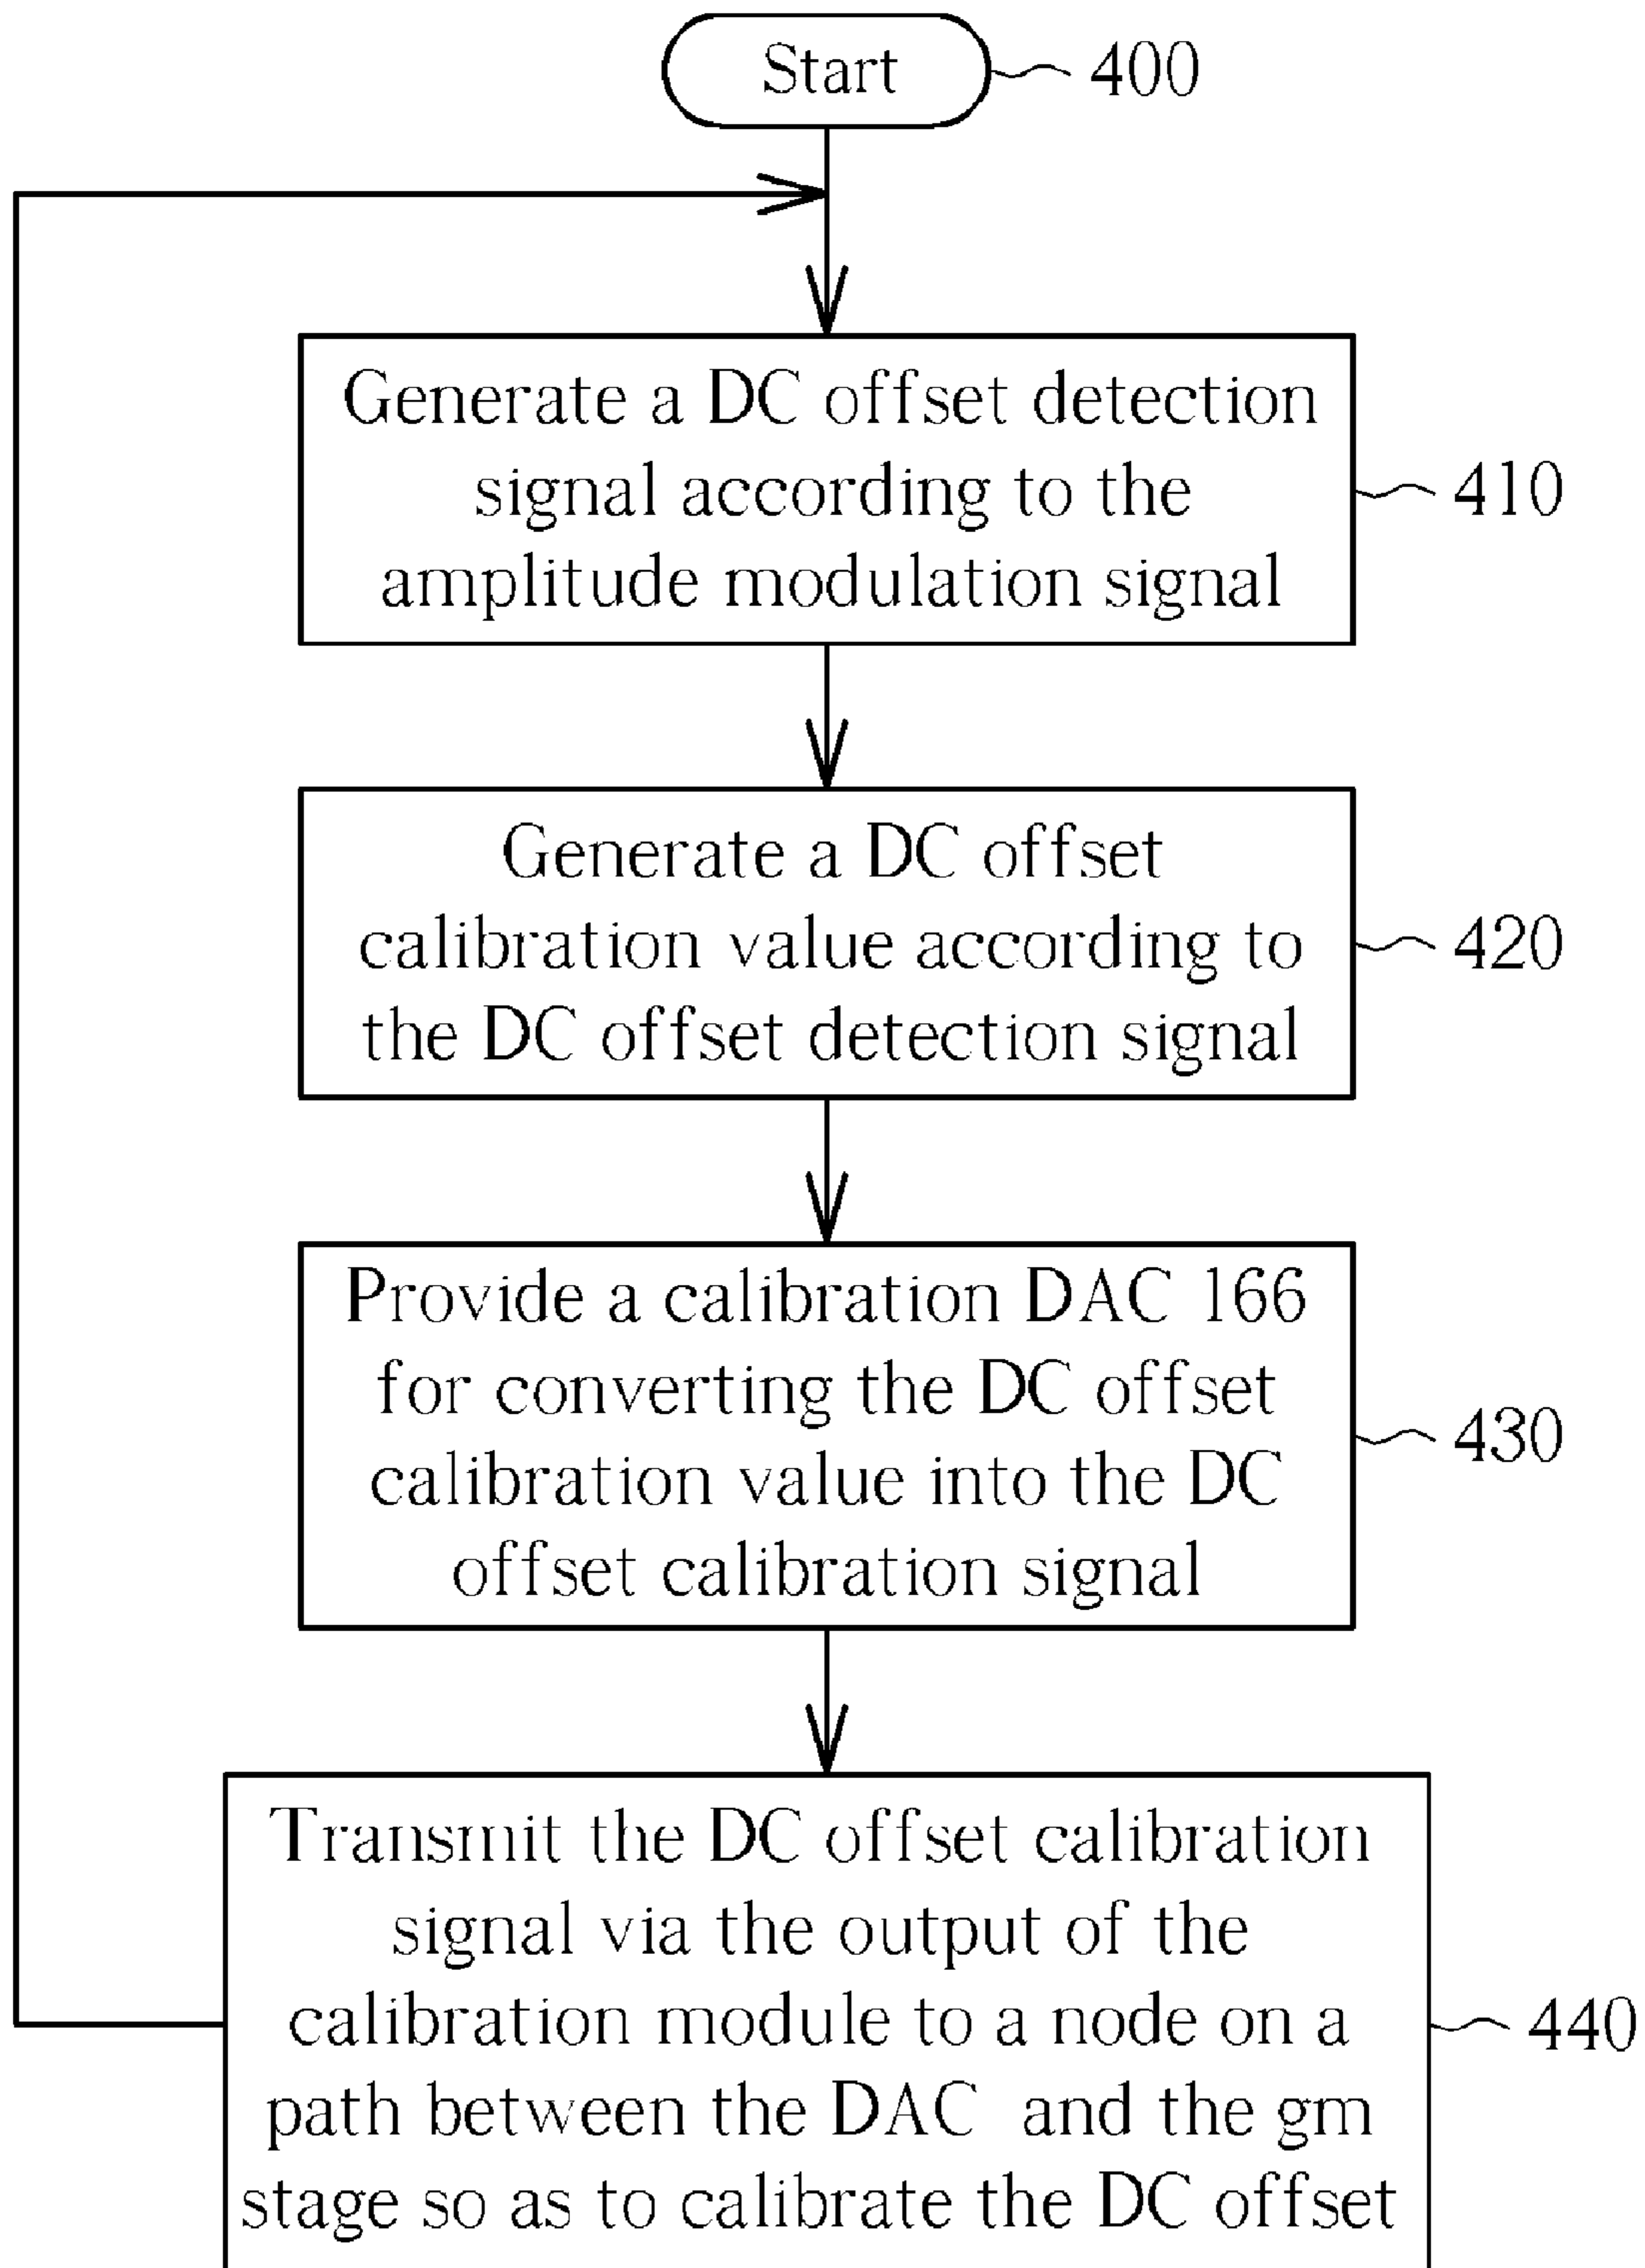 Start
400
Generate a DC offset detection
signal according to the
amplitude modulation signal
410
Generate a DC offset
calibration value according to
the DC offset detection signal
420
Provide a calibration DAC 166
for converting the DC offset
calibration value into the DC
offset calibration signal
430
Transmit the DC offset calibration
signal via the output of the
calibration module to a node on a
path between the DAC and the gm
stage so as to calibrate the DC offset
440